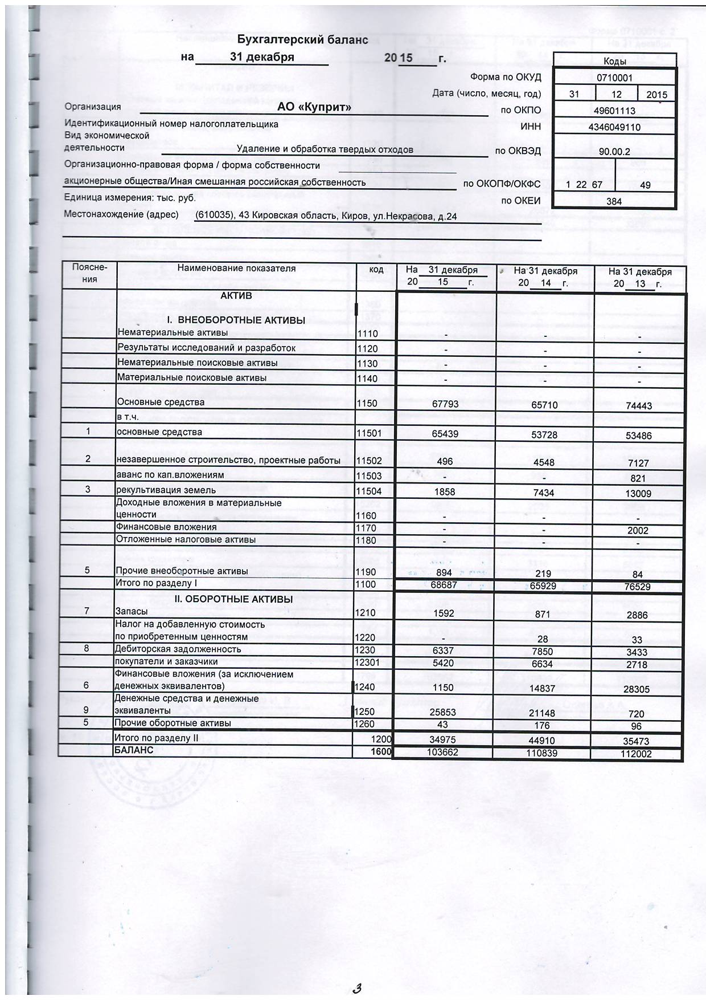 Бухгалтерский баланс
на 31 декабря 20 15 г.
Коды
Форма по ОКУД 0710001
Дата (число, месяц, год) 31 12 2015
Организация АО «Куприт» по ОКПО 49601113
Идентификационный номер налогоплательщика ИНН 4346049110
Вид экономической
деятельности Удаление и обработка твердых отходов по ОКВЭД 90.00.2
Организационно-правовая форма / форма собственности
акционерные общества/Иная смешанная российская собственность по ОКОПФ/ОКФС 1 22 67 49
Единица измерения: тыс. руб. по ОКЕИ 384
Местонахождение (адрес) (610035), 43 Кировская область, Киров, ул.Некрасова, д.24
Поясне- Наименование показателя код На 31 декабря На 31 декабря На 31 декабря
ния 20 15 г. 20 14 г. 20 13 г.
АКТИВ
I. ВНЕОБОРОТНЫЕ АКТИВЫ
Нематериальные активы 1110 - - -
Результаты исследований и разработок 1120 - - -
Нематериальные поисковые активы 1130 - - -
Материальные поисковые активы 1140 - - -
Основные средства 1150 67793 65710 74443
в т.ч.
1 основные средства 11501 65439 53728 53486
2 незавершенное строительство, проектные работы 11502 496 4548 7127
аванс по кап.вложениям 11503 - - 821
3 рекультивация земель 11504 1858 7434 13009
Доходные вложения в материальные
ценности 1160 - - -
Финансовые вложения 1170 - - 2002
Отложенные налоговые активы 1180 - - -
5 Прочие внеоборотные активы 1190 894 219 84
Итого по разделу I 1100 68687 65929 76529
II. ОБОРОТНЫЕ АКТИВЫ
7 Запасы 1210 1592 871 2886
Налог на добавленную стоимость
по приобретенным ценностям 1220 - 28 33
8 Дебиторская задолженность 1230 6337 7850 3433
покупатели и заказчики 12301 5420 6634 2718
Финансовые вложения (за исключением
6 денежных эквивалентов) 1240 1150 14837 28305
Денежные средства и денежные
9 эквиваленты 1250 25853 21148 720
5 Прочие оборотные активы 1260 43 176 96
Итого по разделу II 1200 34975 44910 35473
БАЛАНС 1600 103662 110839 112002
3